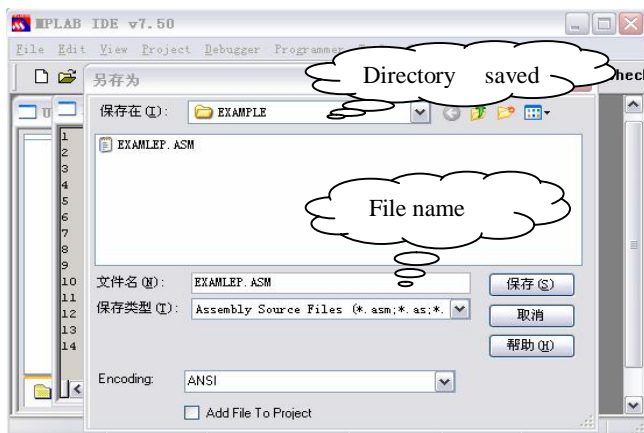 MPLAB IDE v7.50
File Edit View Project Debugger Programmer
Directory saved
另存为
Chec
保存在(I): EXAMPLE
U
EXAMLEP.ASM
1
2
3
4
5
6
7
8
9
10
11
12
13
14
File name
文件名(N): EXAMLEP.ASM
保存(S)
保存类型(T): Assembly Source Files (*.asm;*.as;*.
取消
帮助(H)
Encoding: ANSI
Add File To Project